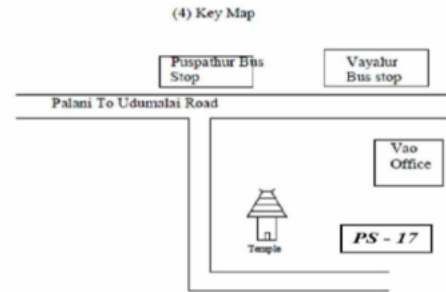 (4) Key Map
Puspathur Bus
Stop
Vayalur
Bus stop
Palani To Udumalai Road
Vao
Office
Temple
PS - 17